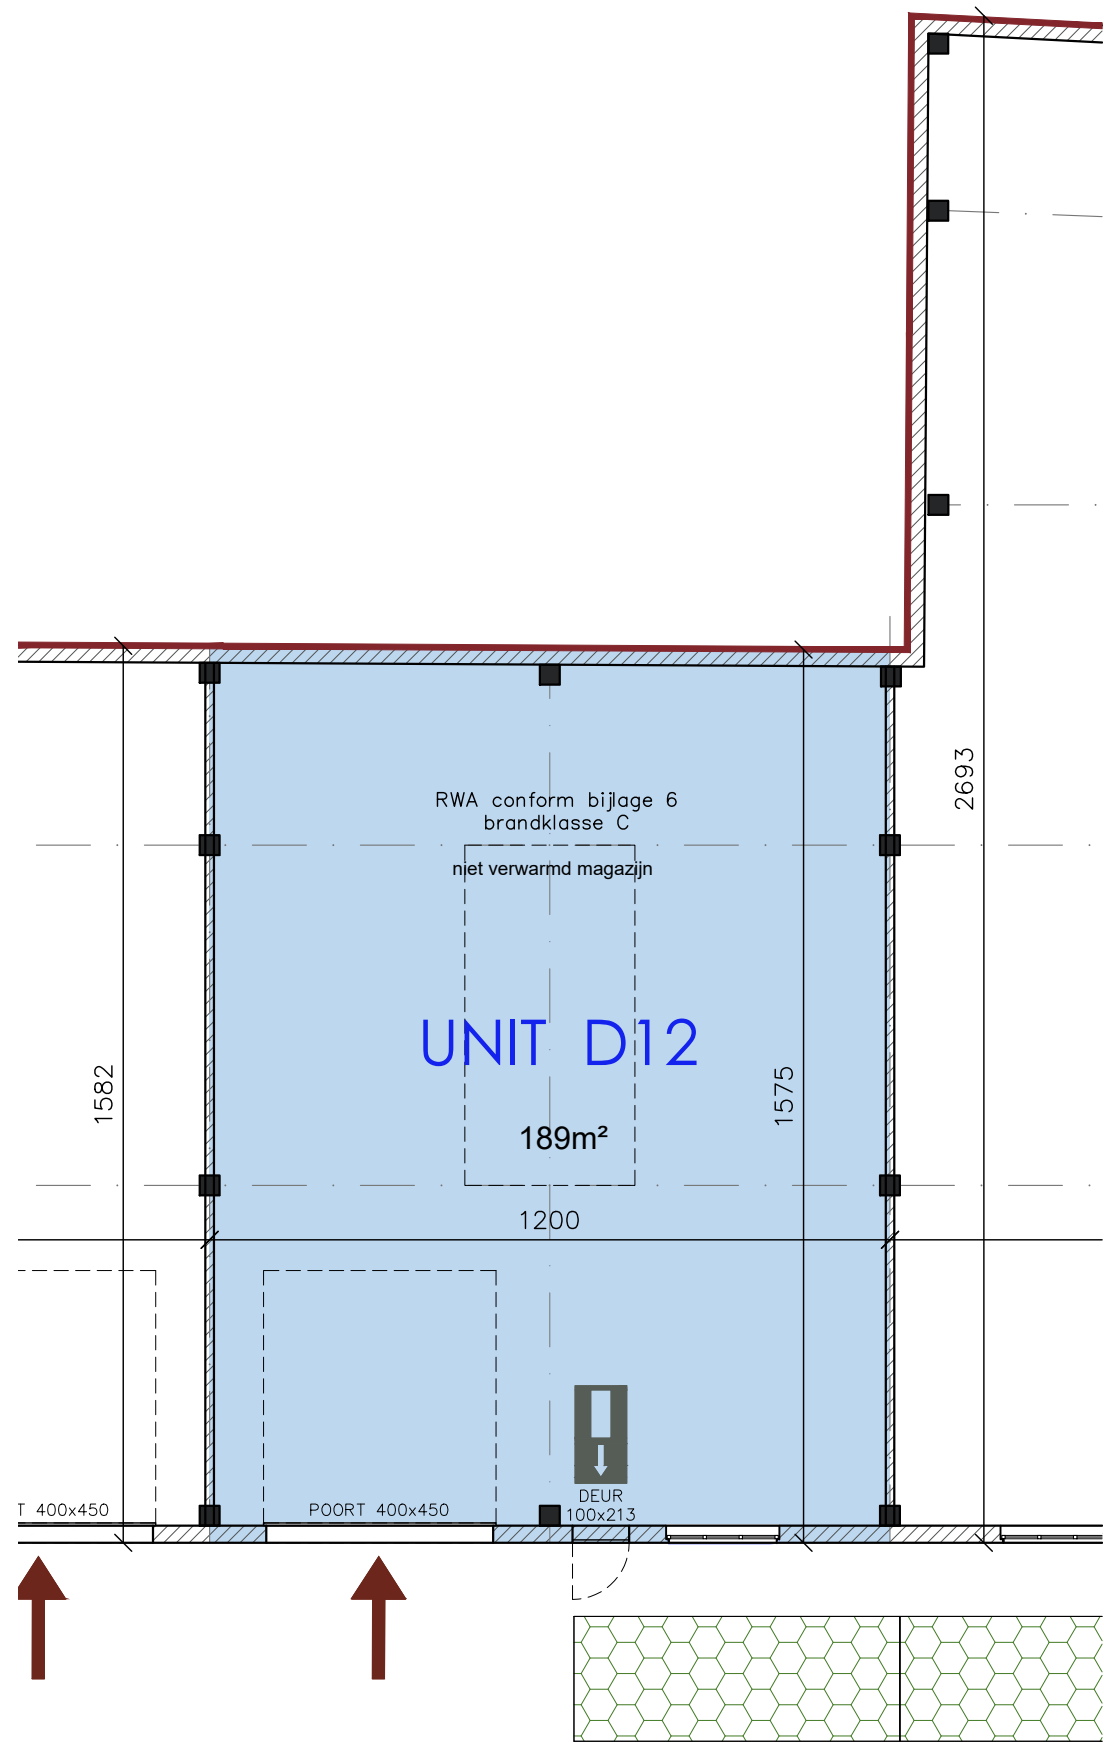 2693
RWA conform bijlage 6
brandklasse C
niet verwarmd magazijn
UNIT D12
1582
1575
189m²
1200
T 400x450
POORT 400x450
DEUR
100x213